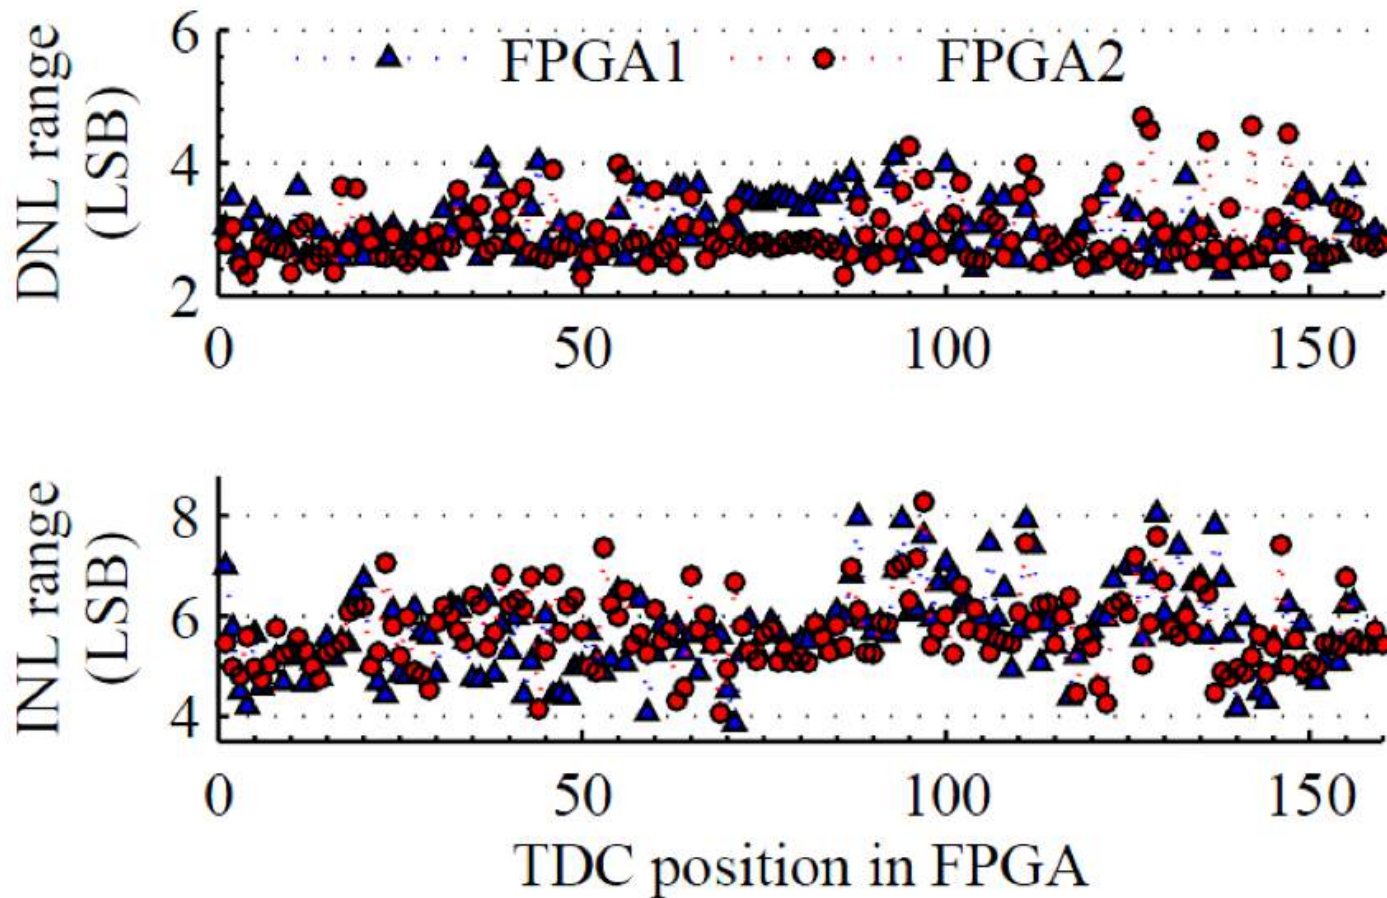 6
FPGA1 FPGA2
DNL range
(LSB)
4
2
0 50 100 150
INL range
(LSB)
8
6
4
0 50 100 150
TDC position in FPGA